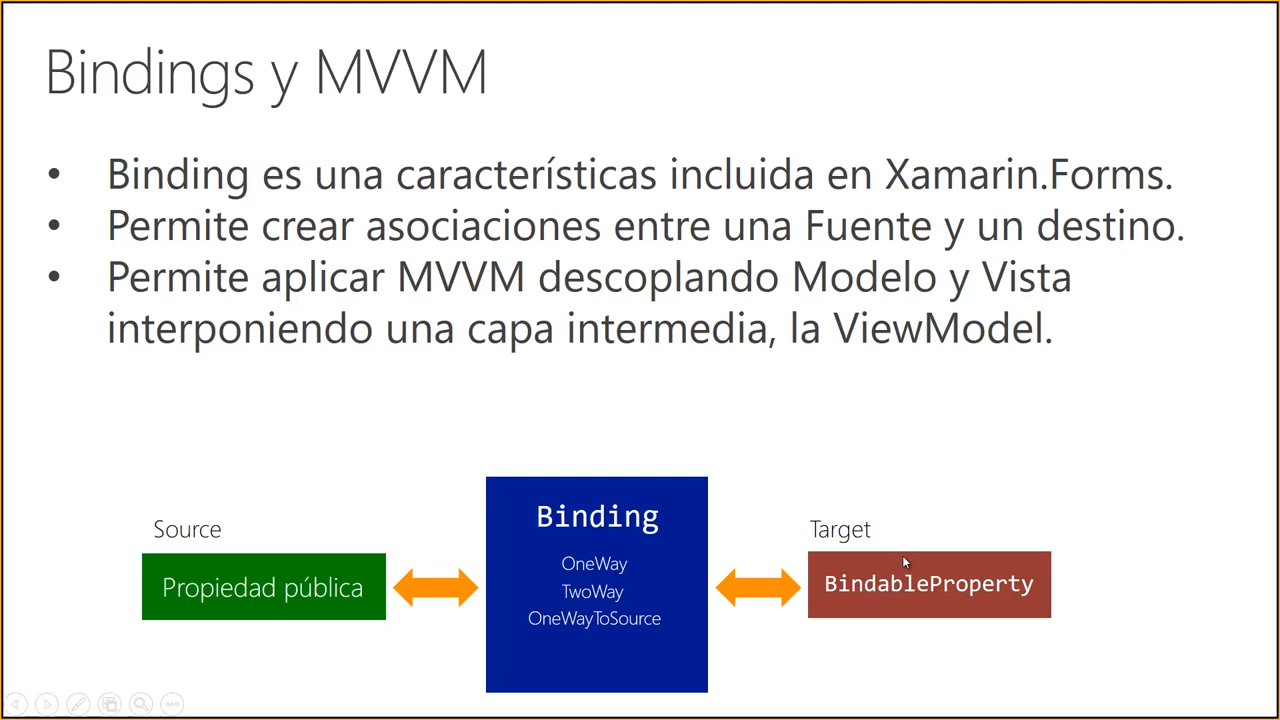 Bindings y MVVM
• Binding es una características incluida en Xamarin.Forms.
• Permite crear asociaciones entre una Fuente y un destino.
• Permite aplicar MVVM descoplando Modelo y Vista
interponiendo una capa intermedia, la ViewModel.
Source
Propiedad pública
Binding
OneWay
TwoWay
OneWayToSource
Target
BindableProperty